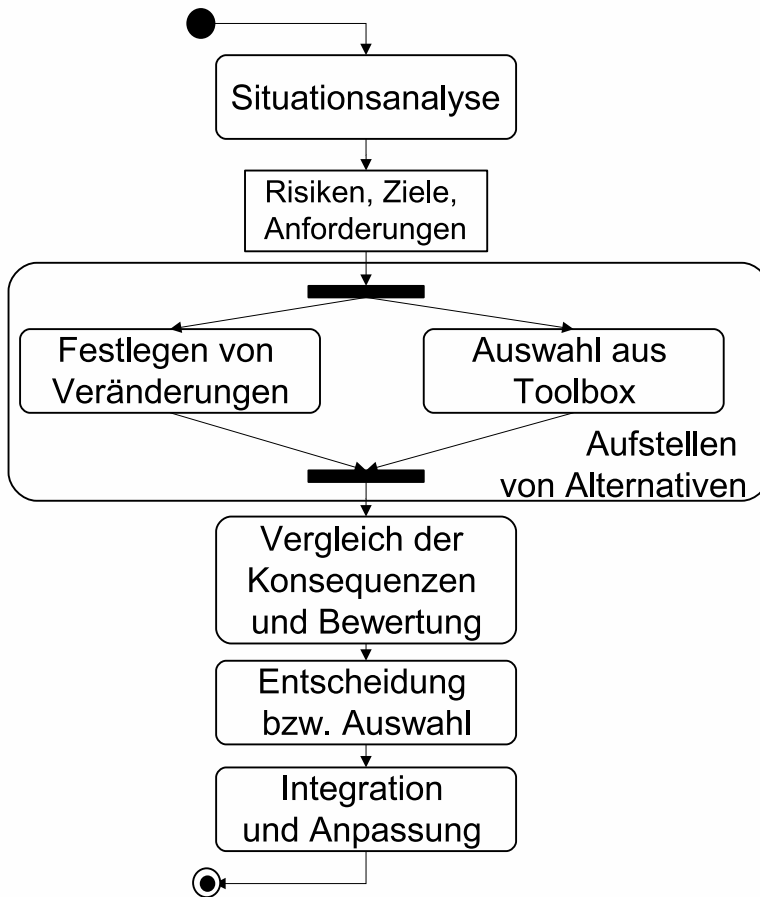 Situationsanalyse
Risiken, Ziele,
Anforderungen
Festlegen von
Veränderungen
Auswahl aus
Toolbox
Aufstellen
von Alternativen
Vergleich der
Konsequenzen
und Bewertung
Entscheidung
bzw. Auswahl
Integration
und Anpassung